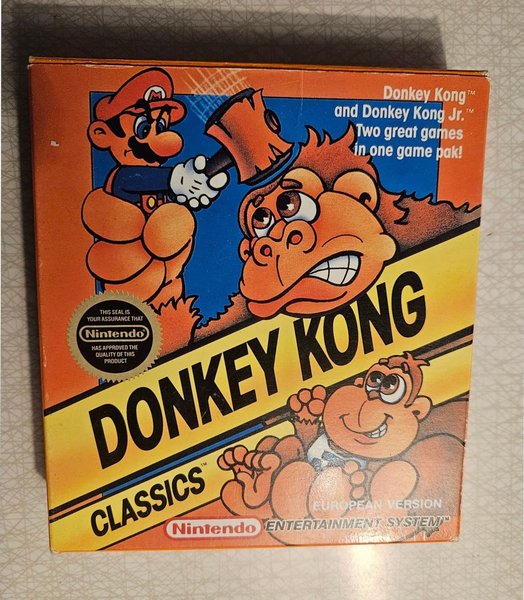 Donkey Kong™
and Donkey Kong Jr.™
Two great games
in one game pak!
M
THIS SEAL IS
YOUR ASSURANCE THAT
Nintendo
HAS APPROVED THE
QUALITY OF THIS
PRODUCT
DONKEY KONG
CLASSICS™
EUROPEAN VERSION
Nintendo ENTERTAINMENT SYSTEM™